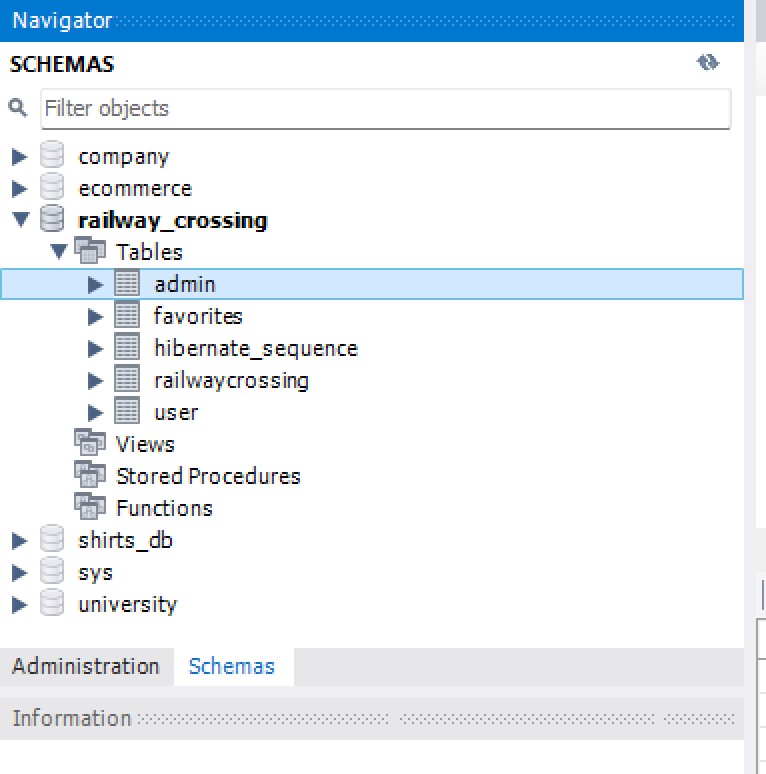 Navigator
SCHEMAS
Filter objects
company
ecommerce
railway_crossing
Tables
admin
favorites
hibernate_sequence
railwaycrossing
user
Views
Stored Procedures
Functions
shirts_db
sys
university
Administration Schemas
Information